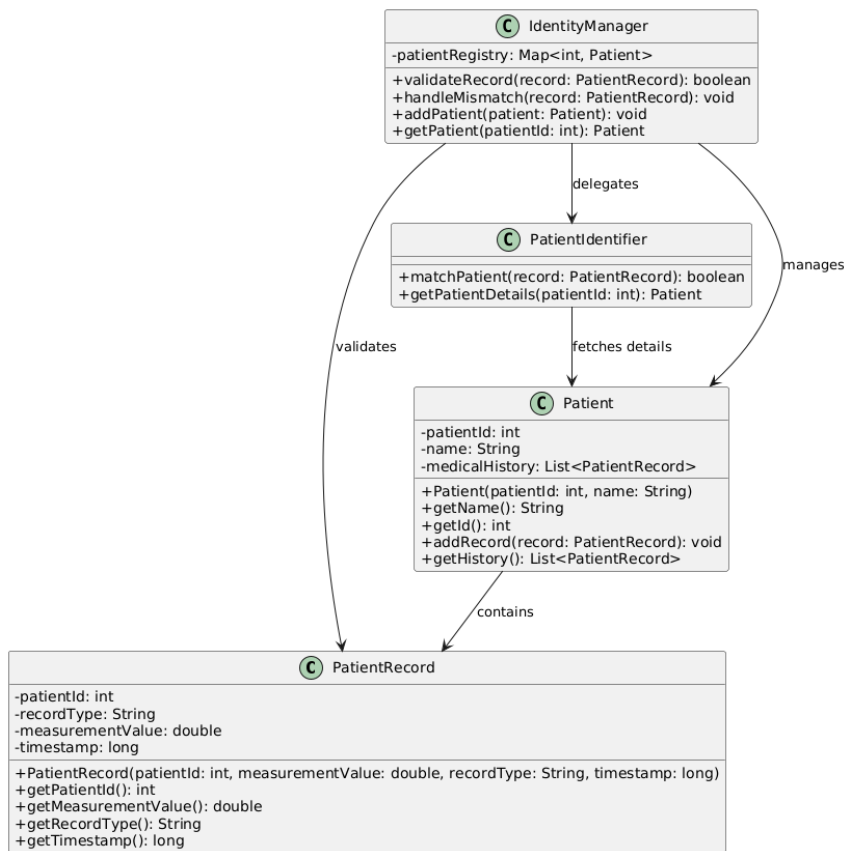 C IdentityManager
-patientRegistry: Map<int, Patient>
+validateRecord(record: PatientRecord): boolean
+handleMismatch(record: PatientRecord): void
+addPatient(patient: Patient): void
+getPatient(patientId: int): Patient
delegates
C PatientIdentifier
+matchPatient(record: PatientRecord): boolean
+getPatientDetails(patientId: int): Patient
manages
validates
fetches details
C Patient
-patientId: int
-name: String
-medicalHistory: List<PatientRecord>
+Patient(patientId: int, name: String)
+getName(): String
+getId(): int
+addRecord(record: PatientRecord): void
+getHistory(): List<PatientRecord>
contains
C PatientRecord
-patientId: int
-recordType: String
-measurementValue: double
-timestamp: long
+PatientRecord(patientId: int, measurementValue: double, recordType: String, timestamp: long)
+getPatientId(): int
+getMeasurementValue(): double
+getRecordType(): String
+getTimestamp(): long